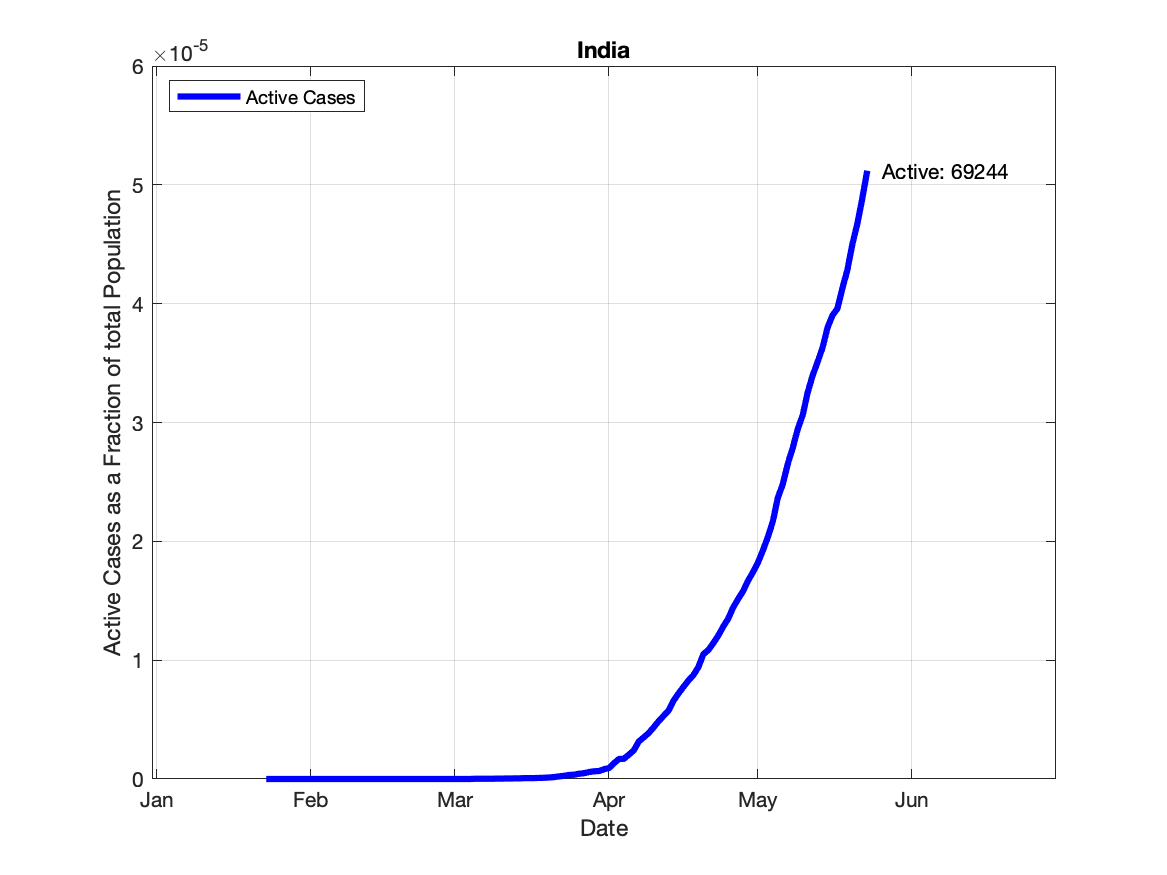 India
×10-5
6
5
4
3
2
1
0
Active Cases
Active: 69244
Active Cases as a Fraction of total Population
Jan Feb Mar Apr May Jun
Date